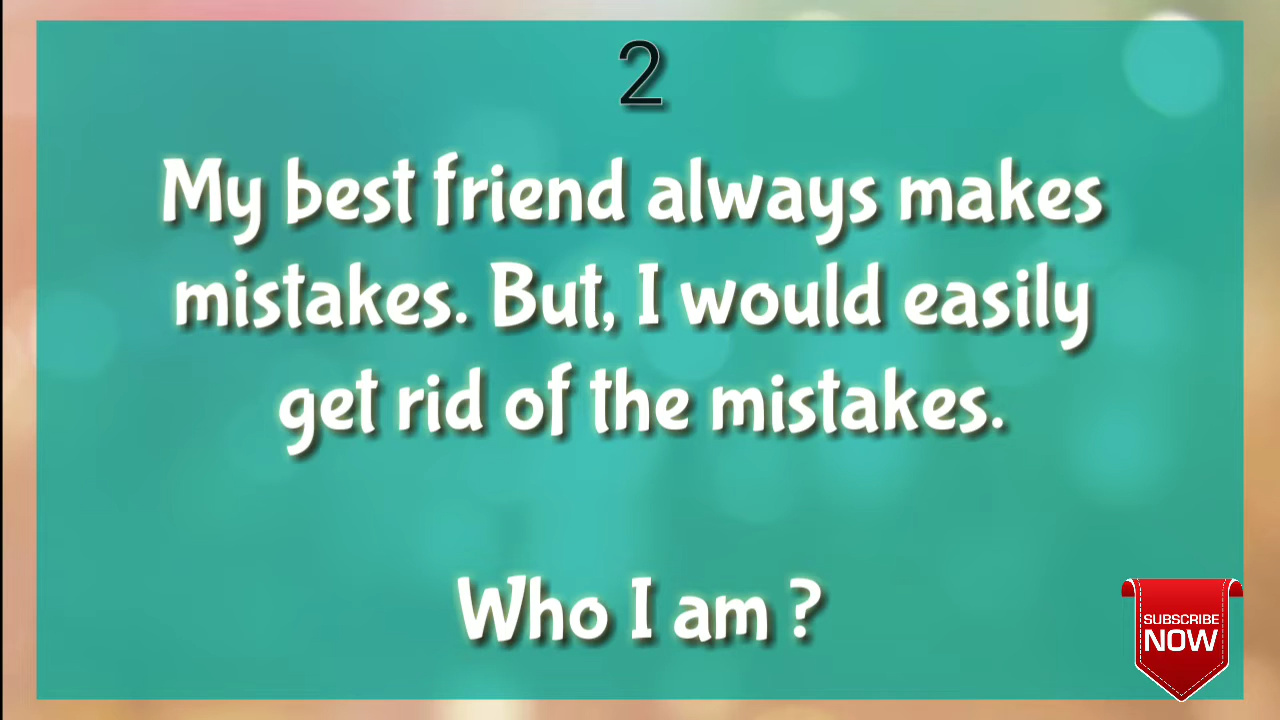 2
My best friend always makes
mistakes. But, I would easily
get rid of the mistakes.
Who I am ?
SUBSCRIBE
NOW